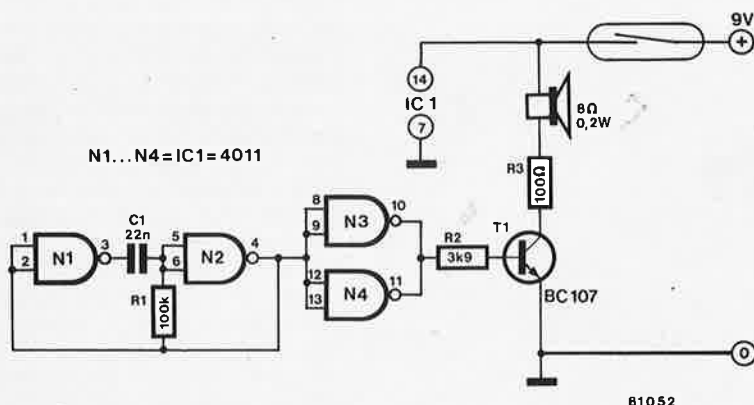 9V
+
14
IC 1
7
8Ω
0,2W
N1...N4=IC1=4011
R3
100Ω
C1
22n
1
2
N1
3
5
6
N2
4
R1
100k
8
9
N3
10
12
13
N4
11
R2
3k9
T1
BC107
0
81052